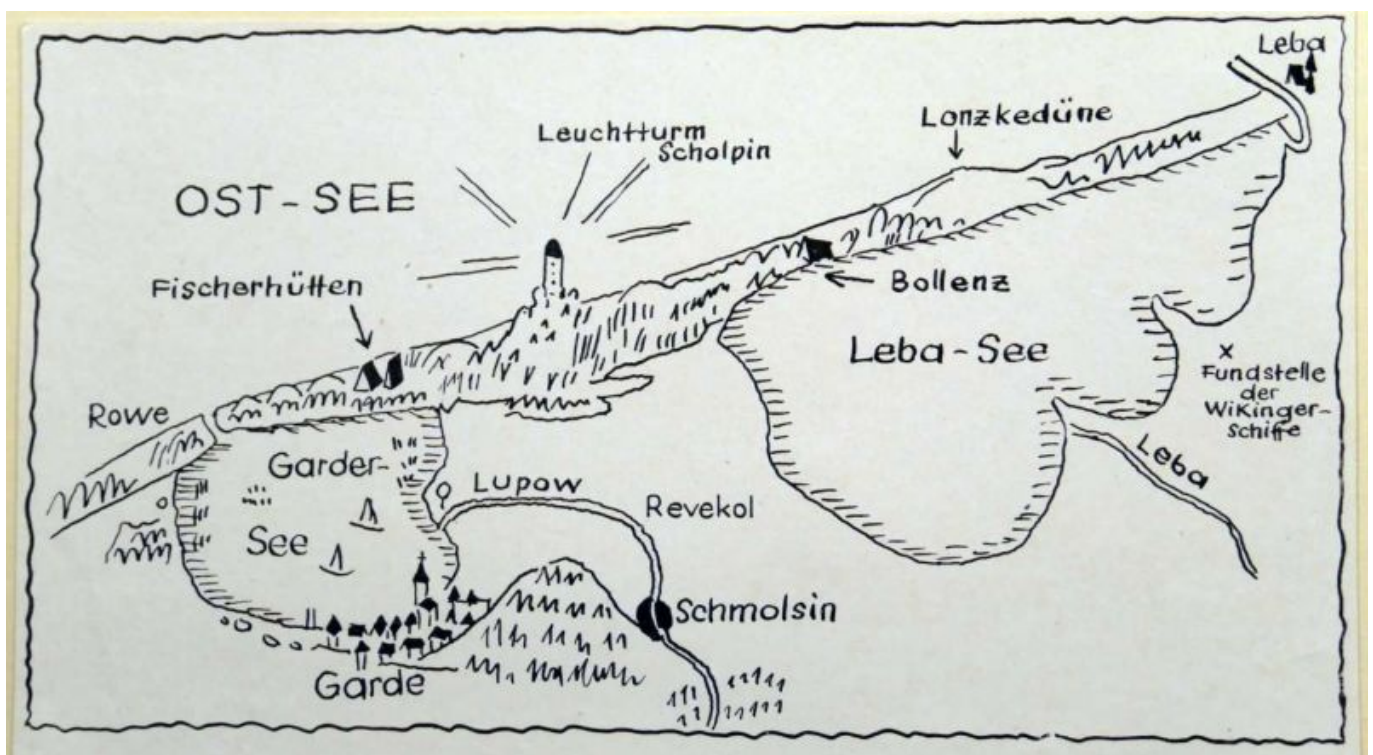 Leba
Lonzkedüne
Leuchtturm
Scholpin
OST-SEE
Fischerhütten
Bollenz
Leba-See
Fundstelle
der
Wikinger-
schiffe
Rowe
Garder-
See
Lupow
Revekol
Leba
Schmolsin
Garde